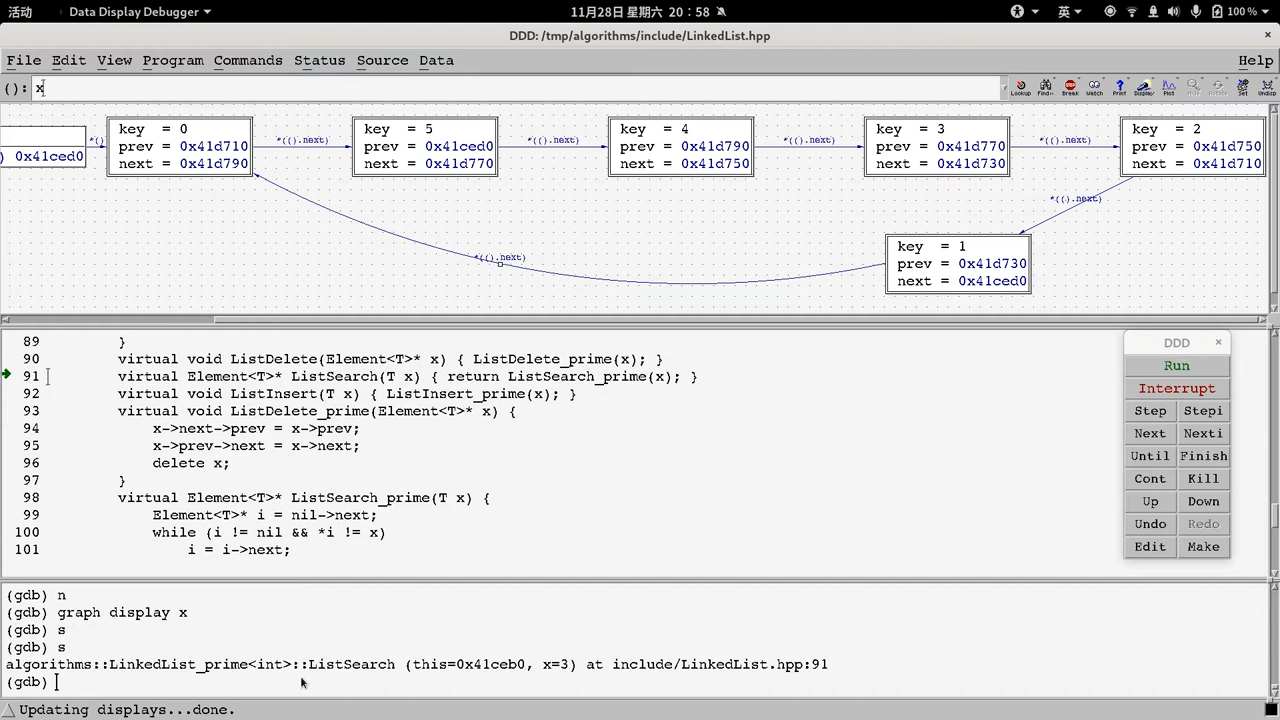 活动 Data Display Debugger 11月28日 星期六 20：58 英 100 %
DDD: /tmp/algorithms/include/LinkedList.hpp
File Edit View Program Commands Status Source Data Help
(): x
Lookup Find» Break Watch Print Display Plot Hide Rotate Set Undisp
) 0x41ced0
*()
key = 0
prev = 0x41d710
next = 0x41d790
*(().next)
key = 5
prev = 0x41ced0
next = 0x41d770
*(().next)
key = 4
prev = 0x41d790
next = 0x41d750
*(().next)
key = 3
prev = 0x41d770
next = 0x41d730
*(().next)
key = 2
prev = 0x41d750
next = 0x41d710
*(().next)
key = 1
prev = 0x41d730
next = 0x41ced0
*(().next)
89 }
90 virtual void ListDelete(Element<T>* x) { ListDelete_prime(x); }
91 virtual Element<T>* ListSearch(T x) { return ListSearch_prime(x); }
92 virtual void ListInsert(T x) { ListInsert_prime(x); }
93 virtual void ListDelete_prime(Element<T>* x) {
94 x->next->prev = x->prev;
95 x->prev->next = x->next;
96 delete x;
97 }
98 virtual Element<T>* ListSearch_prime(T x) {
99 Element<T>* i = nil->next;
100 while (i != nil && *i != x)
101 i = i->next;
DDD ×
Run
Interrupt
Step Stepi
Next Nexti
Until Finish
Cont Kill
Up Down
Undo Redo
Edit Make
(gdb) n
(gdb) graph display x
(gdb) s
(gdb) s
algorithms::LinkedList_prime<int>::ListSearch (this=0x41ceb0, x=3) at include/LinkedList.hpp:91
(gdb)
Updating displays...done.